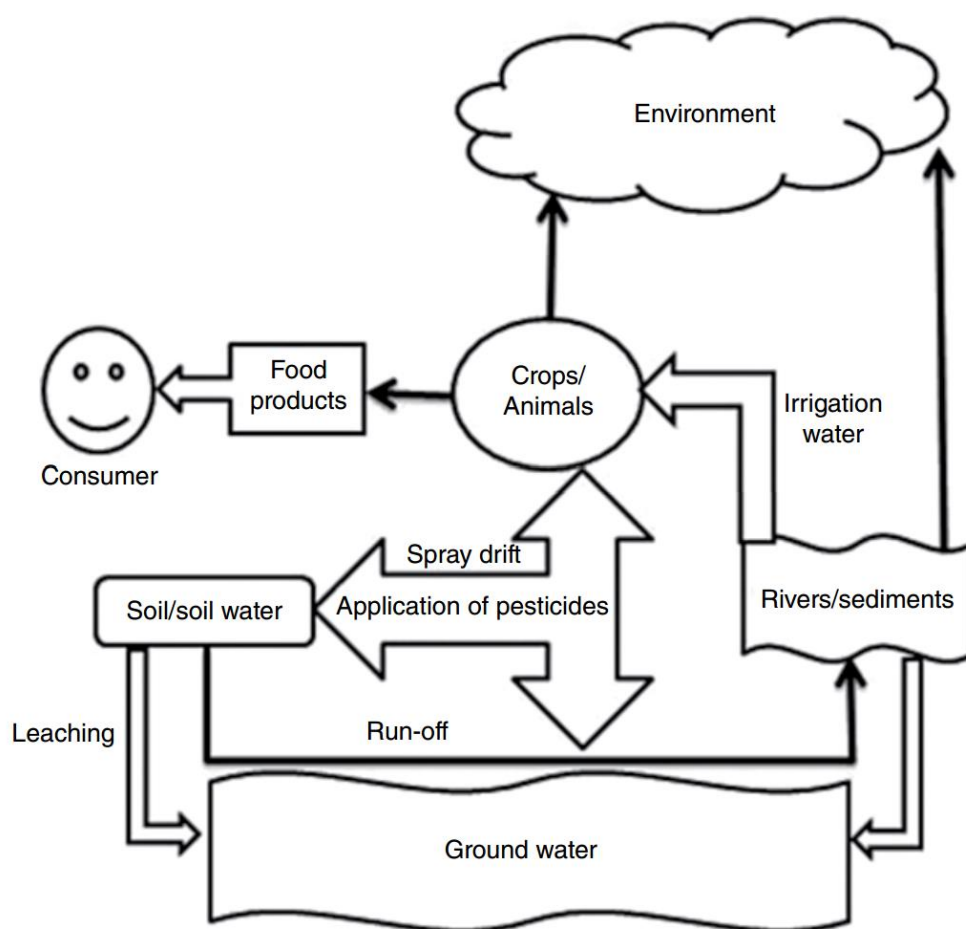 Environment
Food
products
Crops/
Animals
Irrigation
water
Consumer
Spray drift
Soil/soil water
Application of pesticides
Rivers/sediments
Leaching
Run-off
Ground water